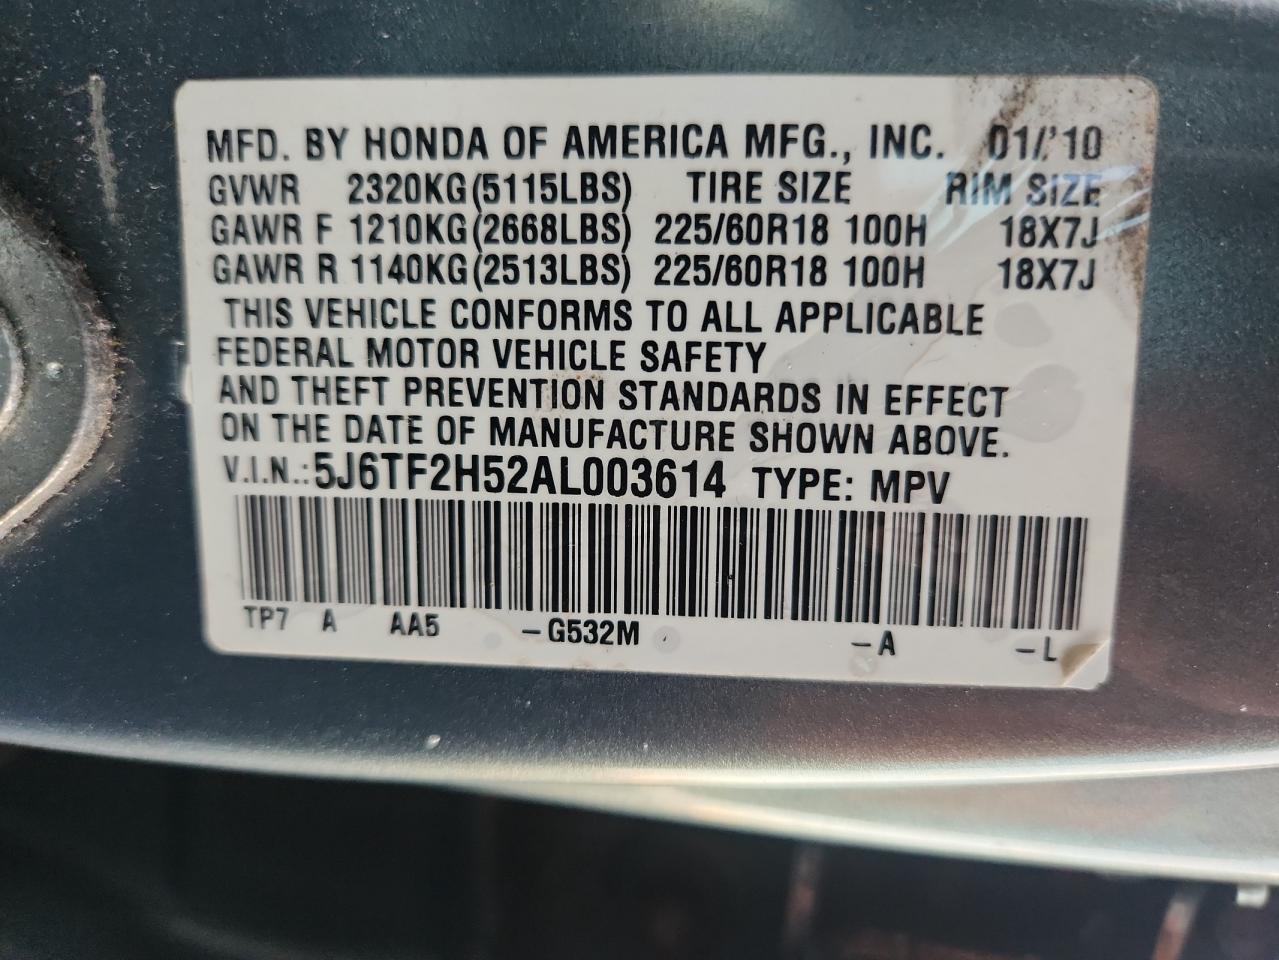 MFD. BY HONDA OF AMERICA MFG., INC. 01/'10
GVWR 2320KG(5115LBS) TIRE SIZE RIM SIZE
GAWR F 1210KG(2668LBS) 225/60R18 100H 18X7J
GAWR R 1140KG(2513LBS) 225/60R18 100H 18X7J
THIS VEHICLE CONFORMS TO ALL APPLICABLE
FEDERAL MOTOR VEHICLE SAFETY
AND THEFT PREVENTION STANDARDS IN EFFECT
ON THE DATE OF MANUFACTURE SHOWN ABOVE.
V.I.N.:5J6TF2H52AL003614 TYPE: MPV
TP7 A AA5 -G532M -A -L